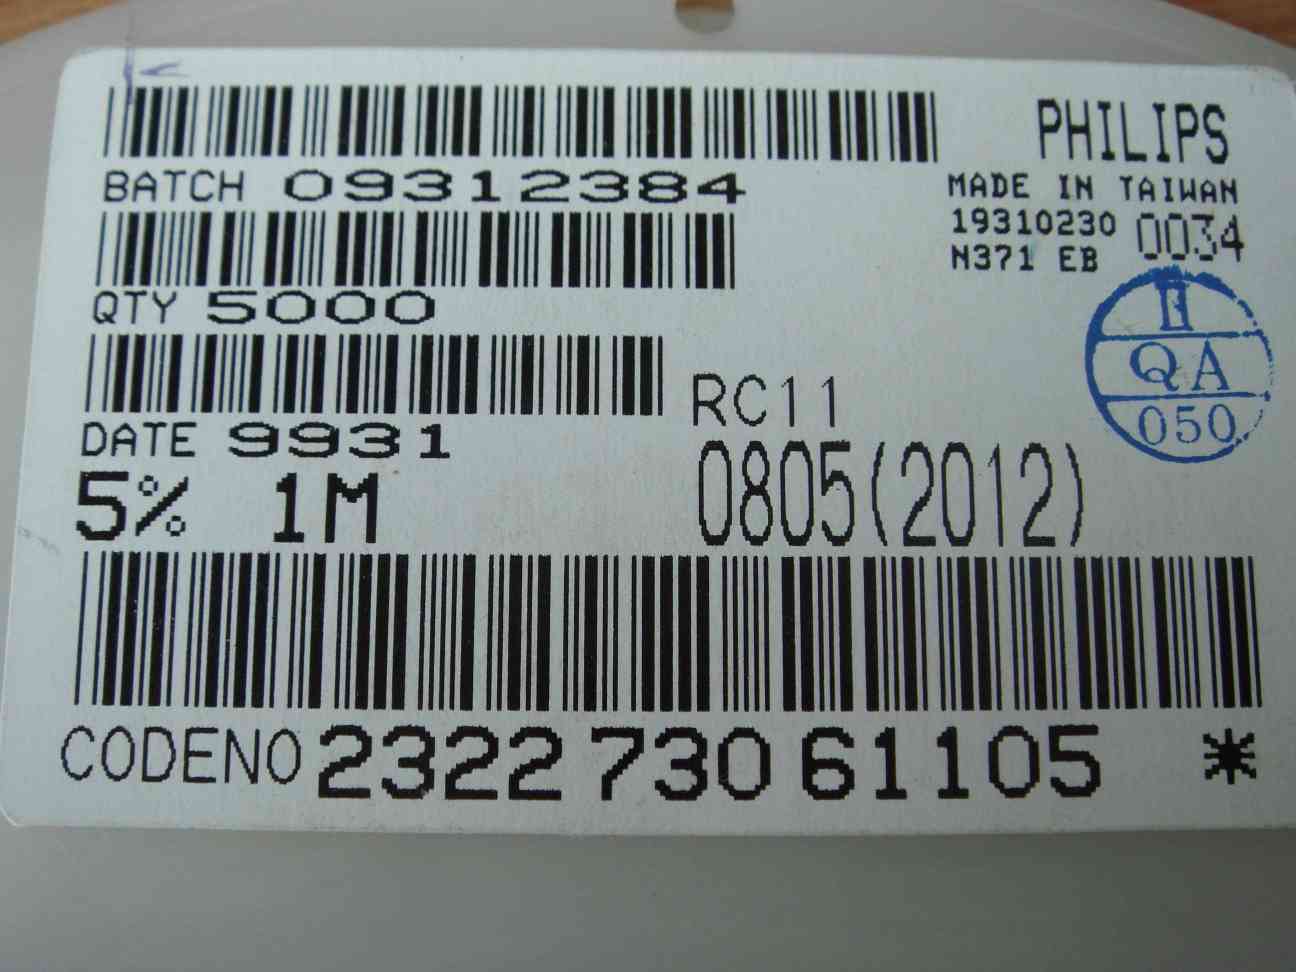 PHILIPS
BATCH 09312384
MADE IN TAIWAN
19310230 0034
N371 EB
QTY 5000
II
QA
050
RC11
DATE 9931
5% 1M
0805(2012)
CODENO 2322 730 61105 *